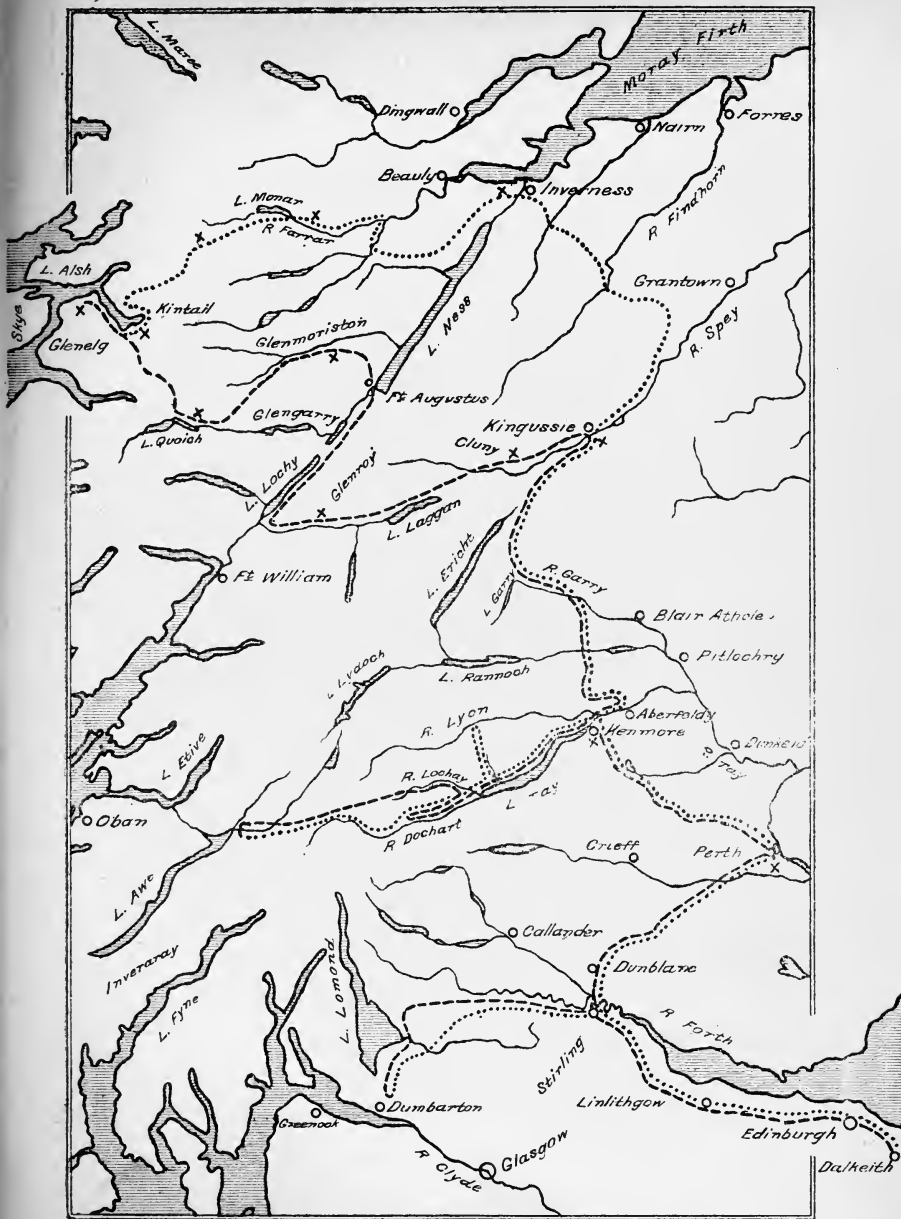 L. Maree
Moray Firth
Dingwall
Nairn
Forres
Beauly
Inverness
L. Monar
R Farrar
R Findhorn
L. Alsh
Grantown
Kintail
Skye
Glenelg
Glenmoriston
L. Ness
R. Spey
Ft. Augustus
Glengarry
L. Quoich
Kingussie
Cluny
L. Lochy
Glenroy
L. Laggan
L. Ericht
L Garry
R. Garry
Ft. William
Blair Athole.
Pitlochry
L. Rannoch
R. Lyon
Aberfeldy
Kenmore
L Etive
R. Lochay
R. Tay
L Tay
Oban
R Dochart
Crieff
Perth
L. Awe
Callander
Dunblane
Inveraray
L. Fyne
L. Lomond
R Forth
Stirling
Dumbarton
Linlithgow
Greenock
Edinburgh
R Clyde
Glasgow
Dalkeith